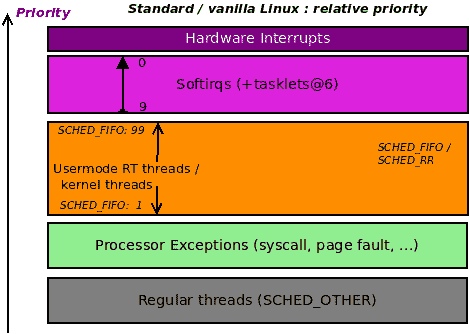 Priority
Standard / vanilla Linux : relative priority
Hardware Interrupts
0
Softirqs (+tasklets@6)
9
SCHED_FIFO: 99
SCHED_FIFO /
SCHED_RR
Usermode RT threads /
kernel threads
SCHED_FIFO: 1
Processor Exceptions (syscall, page fault, ...)
Regular threads (SCHED_OTHER)